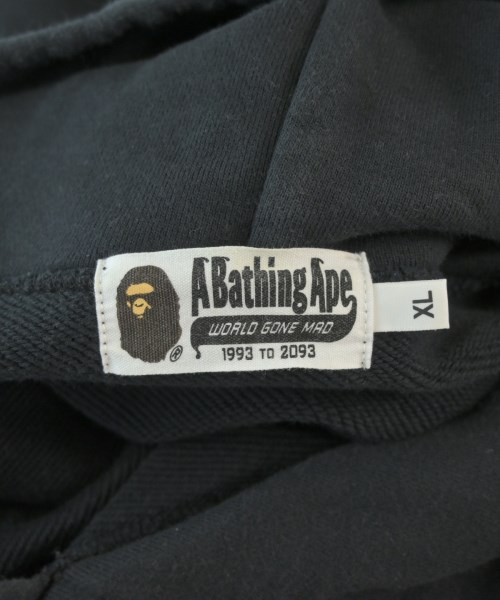 A Bathing Ape
WORLD GONE MAD
1993 TO 2093
®
XL